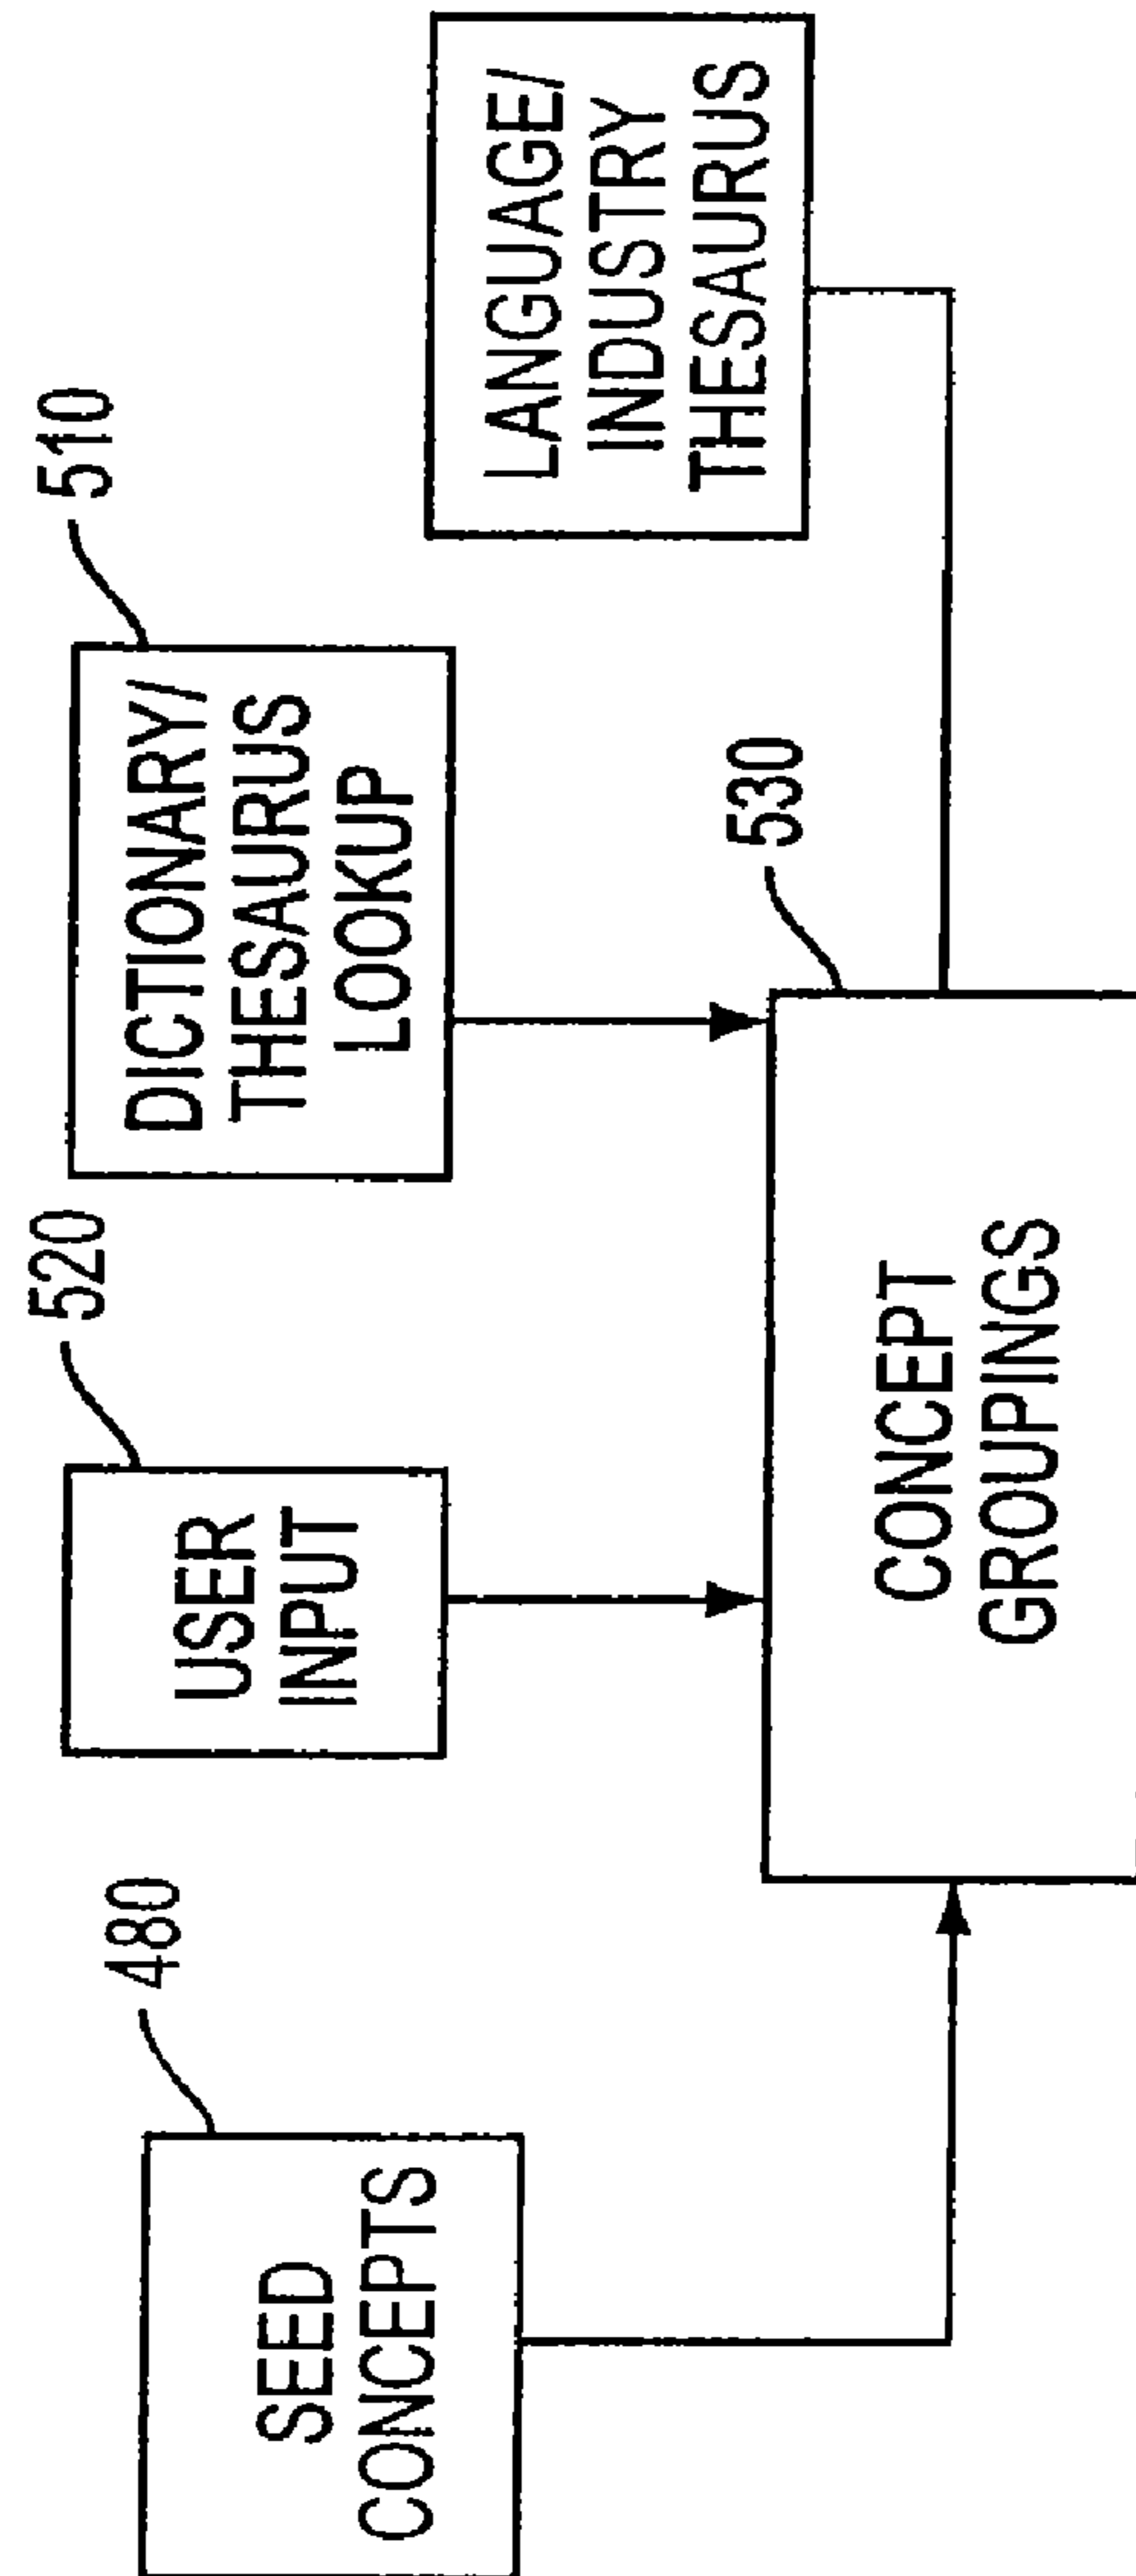 480
SEED
CONCEPTS
520
USER
INPUT
510
DICTIONARY/
THESAURUS
LOOKUP
LANGUAGE/
INDUSTRY
THESAURUS
530
CONCEPT
GROUPINGS